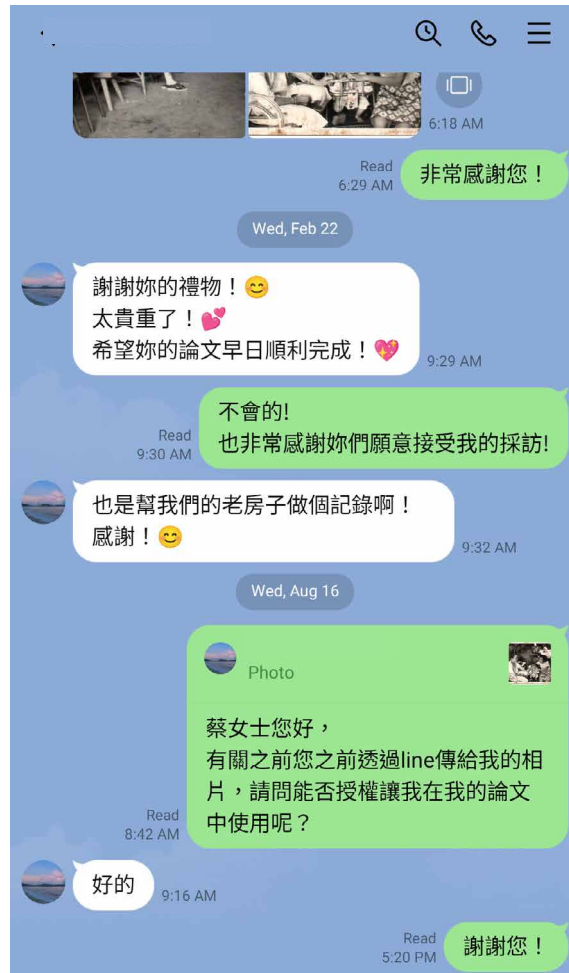 6:18 AM
Read
6:29 AM
非常感謝您！
Wed, Feb 22
謝謝妳的禮物！😊
太貴重了！💕
希望妳的論文早日順利完成！💖
9:29 AM
不會的!
也非常感謝妳們願意接受我的採訪!
Read
9:30 AM
也是幫我們的老房子做個記錄啊！
感謝！😊
9:32 AM
Wed, Aug 16
Photo
蔡女士您好，
有關之前您之前透過line傳給我的相
片，請問能否授權讓我在我的論文
中使用呢？
Read
8:42 AM
好的
9:16 AM
Read
5:20 PM
謝謝您！